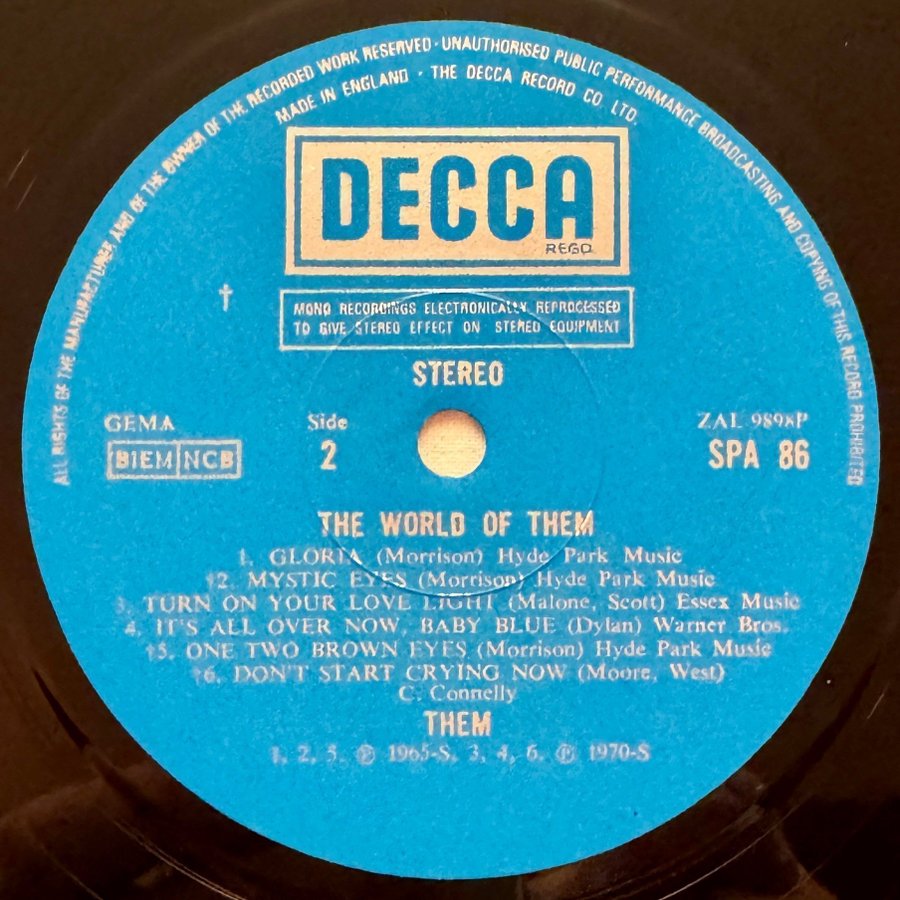 ALL RIGHTS OF THE MANUFACTURER AND OF THE OWNER OF THE RECORDED WORK RESERVED · UNAUTHORISED PUBLIC PERFORMANCE BROADCASTING AND COPYING OF THIS RECORD PROHIBITED
MADE IN ENGLAND · THE DECCA RECORD CO. LTD.
DECCA
REGD
†
MONO RECORDINGS ELECTRONICALLY REPROCESSED
TO GIVE STEREO EFFECT ON STEREO EQUIPMENT
STEREO
GEMA Side ZAL 9898P
BIEM NCB 2 SPA 86
THE WORLD OF THEM
1. GLORIA (Morrison) Hyde Park Music
†2. MYSTIC EYES (Morrison) Hyde Park Music
3. TURN ON YOUR LOVE LIGHT (Malone, Scott) Essex Music
4. IT'S ALL OVER NOW, BABY BLUE (Dylan) Warner Bros.
†5. ONE TWO BROWN EYES (Morrison) Hyde Park Music
†6. DON'T START CRYING NOW (Moore, West)
C. Connelly
THEM
1, 2, 5. Ⓟ 1965-S, 3, 4, 6. Ⓟ 1970-S